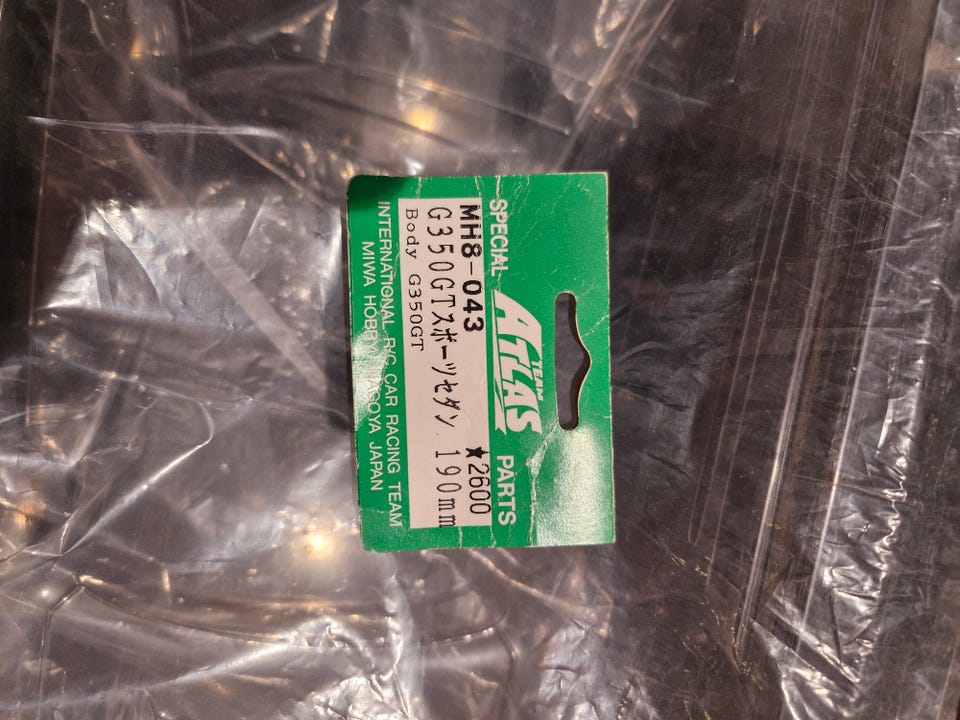 SPECIAL TEAM ATLAS PARTS
MH8-043 ★2600
G350GTスポーツセダン 190mm
Body G350GT
INTERNATIONAL R/C CAR RACING TEAM
MIWA HOBBY NAGOYA JAPAN